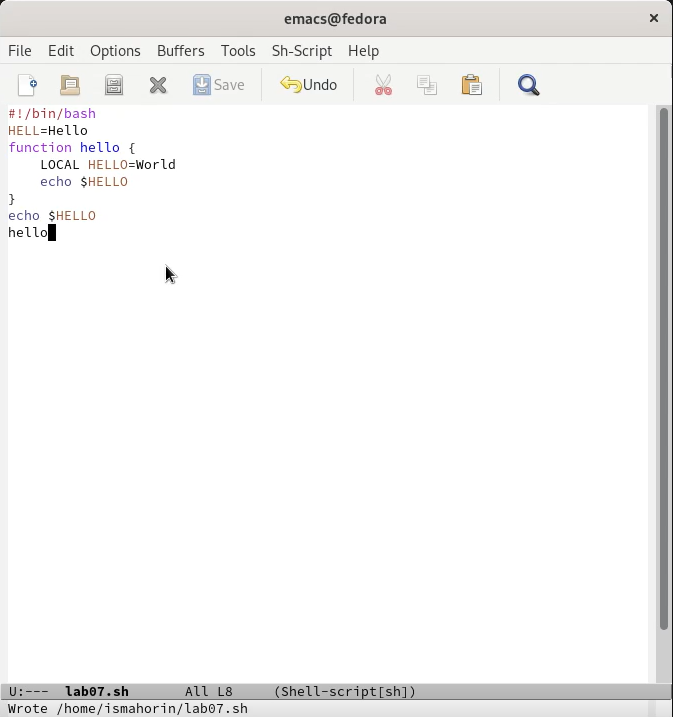 emacs@fedora ×
File Edit Options Buffers Tools Sh-Script Help
Save Undo
#!/bin/bash
HELL=Hello
function hello {
    LOCAL HELLO=World
    echo $HELLO
}
echo $HELLO
hello
U:--- lab07.sh All L8 (Shell-script[sh])
Wrote /home/ismahorin/lab07.sh